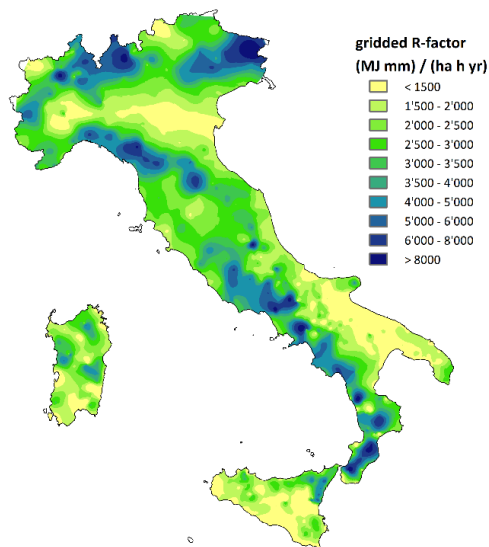 gridded R-factor
(MJ mm) / (ha h yr)
< 1500
1'500 - 2'000
2'000 - 2'500
2'500 - 3'000
3'000 - 3'500
3'500 - 4'000
4'000 - 5'000
5'000 - 6'000
6'000 - 8'000
> 8000